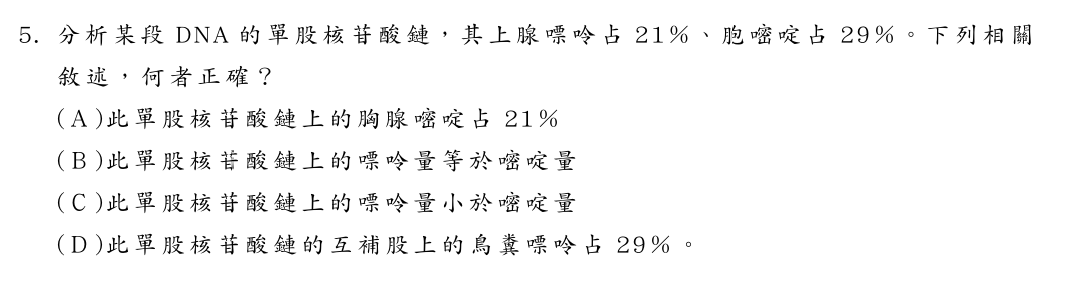 5. 分析某段 DNA 的單股核苷酸鏈,其上腺嘌呤占 21%、胞嘧啶占 29%。下列相關
敘述,何者正確?
(A)此單股核苷酸鏈上的胸腺嘧啶占 21%
(B)此單股核苷酸鏈上的嘌呤量等於嘧啶量
(C)此單股核苷酸鏈上的嘌呤量小於嘧啶量
(D)此單股核苷酸鏈的互補股上的鳥糞嘌呤占 29%。